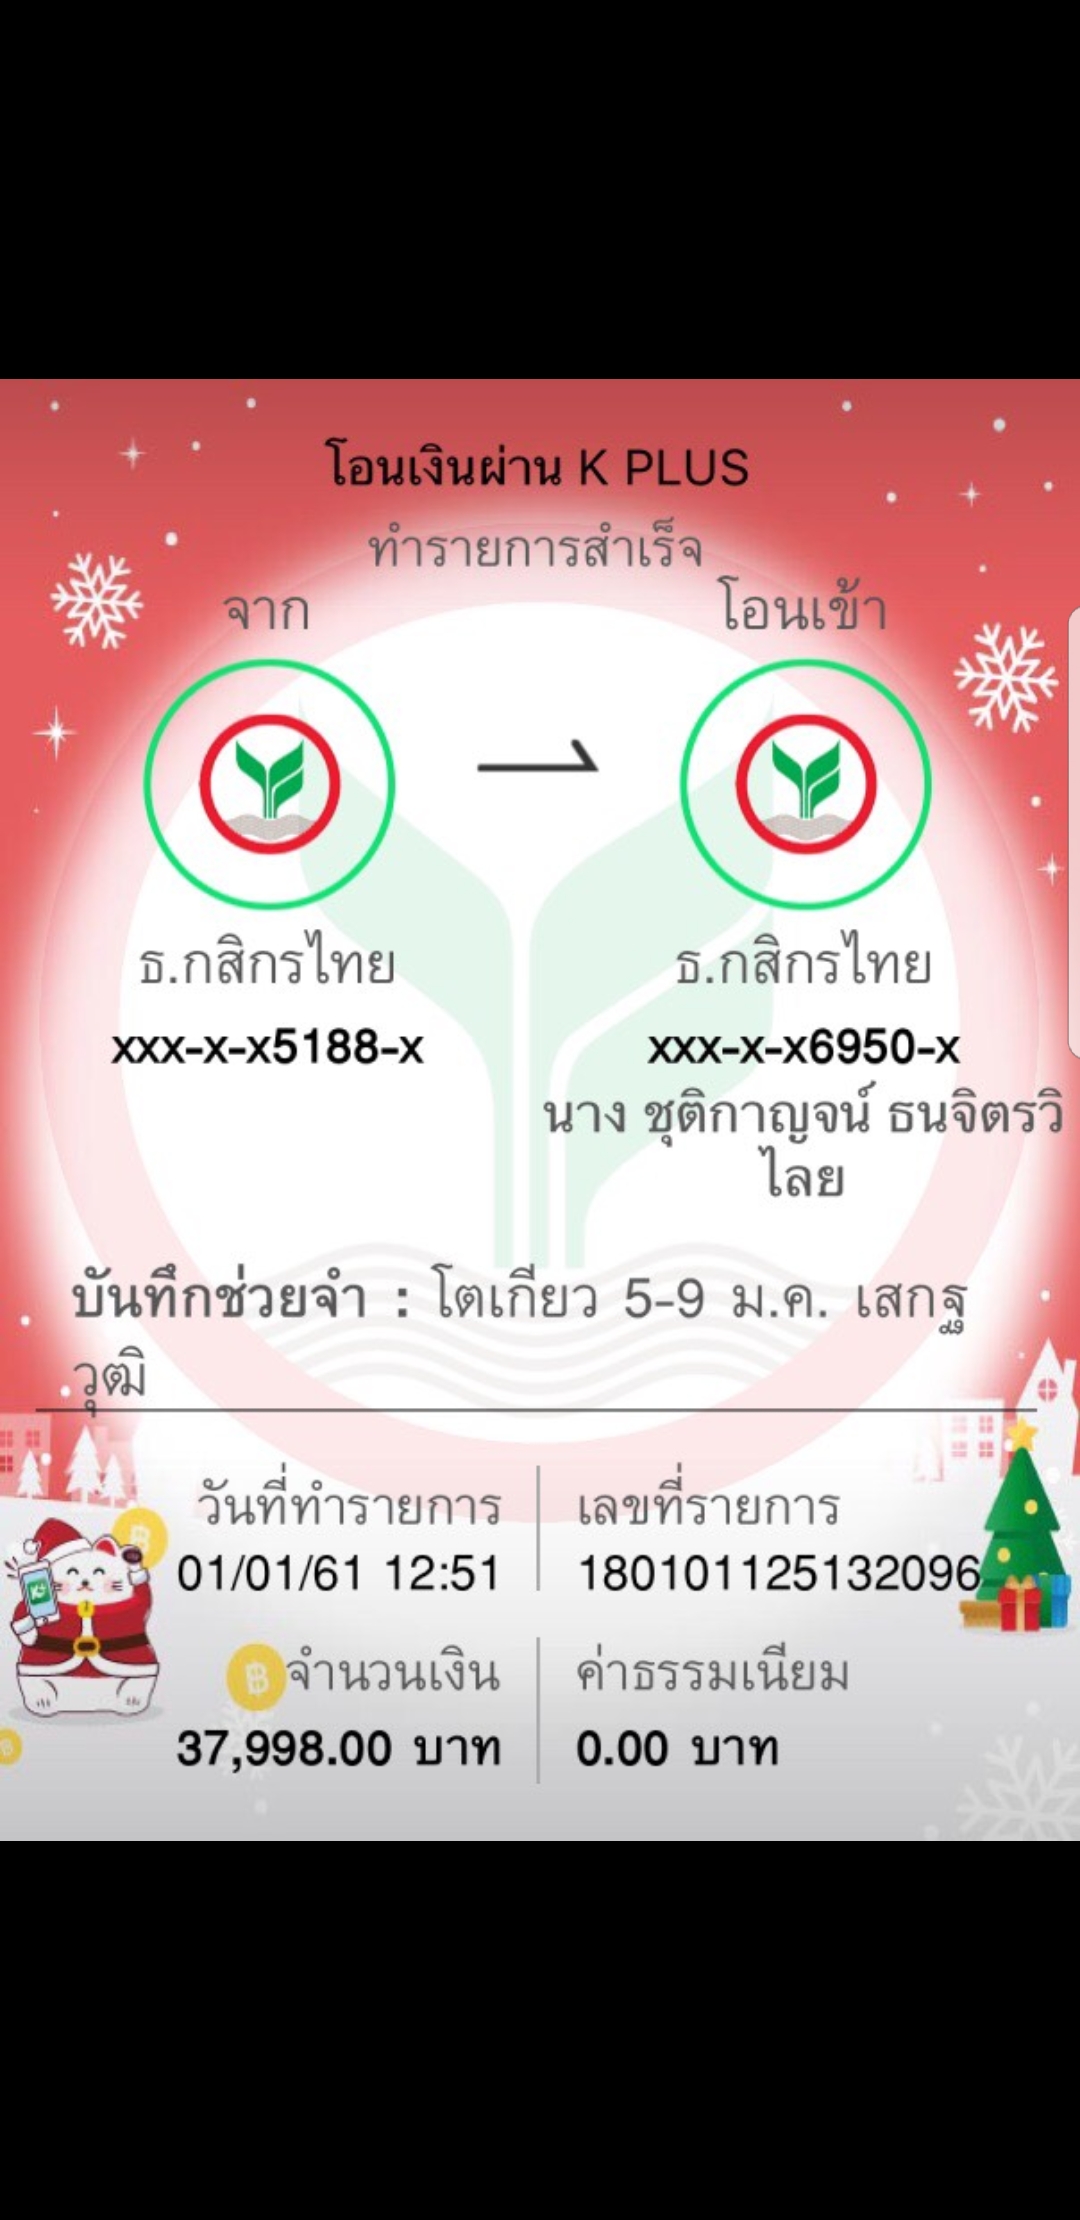 โอนเงินผ่าน K PLUS
ทำรายการสำเร็จ
จาก
โอนเข้า
ธ.กสิกรไทย
ธ.กสิกรไทย
xxx-x-x5188-x
xxx-x-x6950-x
นาง ชุติกาญจน์ ธนจิตรวิ
ไลย
บันทึกช่วยจำ : โตเกียว 5-9 ม.ค. เสกฐ
วุฒิ
วันที่ทำรายการ
เลขที่รายการ
01/01/61 12:51
180101125132096
จำนวนเงิน
ค่าธรรมเนียม
37,998.00 บาท
0.00 บาท